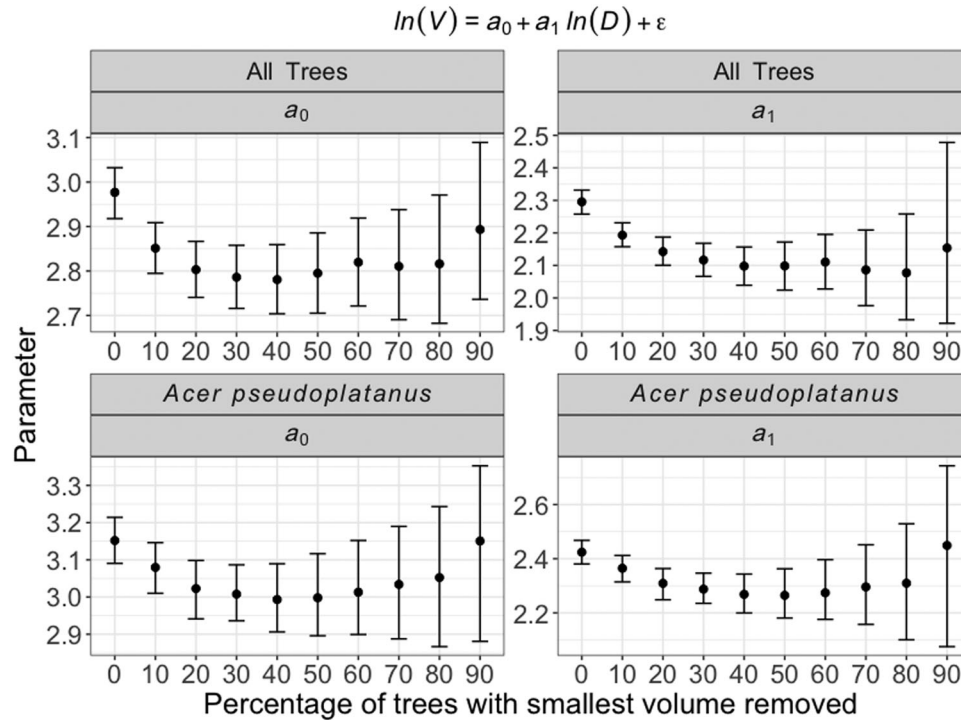 ln(V) = a₀ + a₁ ln(D) + ε
All Trees
a₀
3.1
3.0
2.9
2.8
2.7
0 10 20 30 40 50 60 70 80 90
All Trees
a₁
2.5
2.4
2.3
2.2
2.1
2.0
1.9
0 10 20 30 40 50 60 70 80 90
Parameter
Acer pseudoplatanus
a₀
3.3
3.2
3.1
3.0
2.9
0 10 20 30 40 50 60 70 80 90
Acer pseudoplatanus
a₁
2.6
2.4
2.2
0 10 20 30 40 50 60 70 80 90
Percentage of trees with smallest volume removed